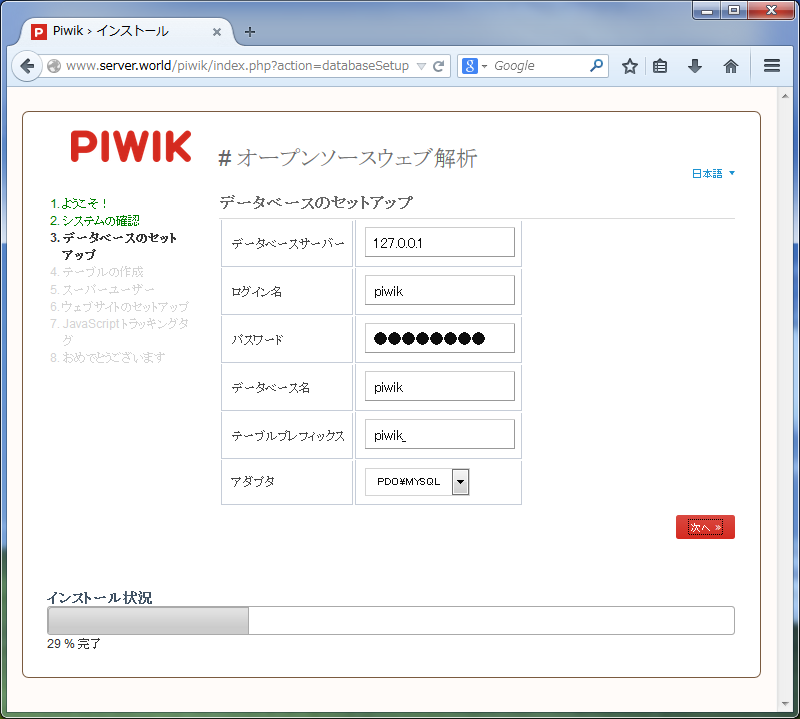 Piwik › インストール
www.server.world/piwik/index.php?action=databaseSetup
Google
PIWIK
# オープンソースウェブ解析
日本語
1. ようこそ！
2. システムの確認
3. データベースのセット
アップ
4. テーブルの作成
5. スーパーユーザー
6. ウェブサイトのセットアップ
7. JavaScriptトラッキングタ
グ
8. おめでとうございます
データベースのセットアップ
データベースサーバー
127.0.0.1
ログイン名
piwik
パスワード
●●●●●●●●
データベース名
piwik
テーブルプレフィックス
piwik_
アダプタ
PDO¥MYSQL
次へ »
インストール状況
29 % 完了